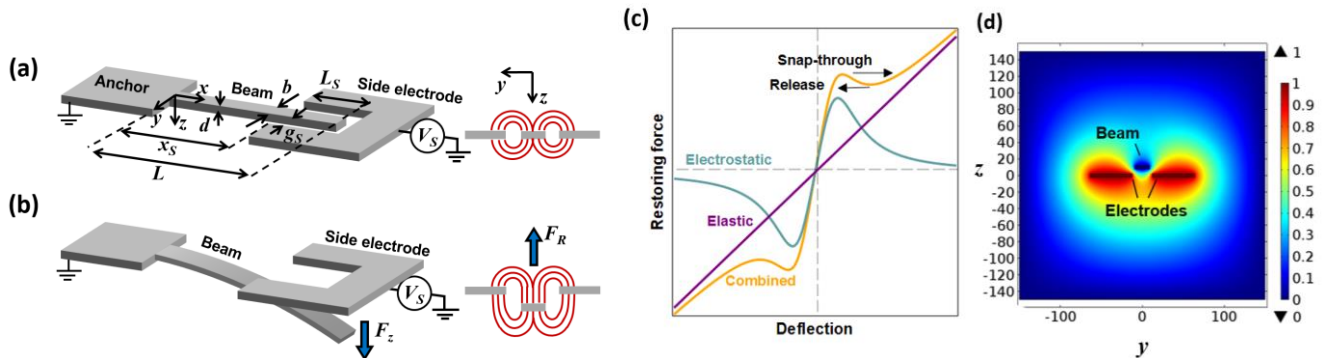 (a)
Anchor
x
Beam
b
L_S
Side electrode
y
z
d
g_S
x_S
L
V_S
y
z
(b)
Beam
Side electrode
V_S
F_z
F_R
(c)
Restoring force
Snap-through
Release
Electrostatic
Elastic
Combined
Deflection
(d)
z
140
120
100
80
60
40
20
0
-20
-40
-60
-80
-100
-120
-140
Beam
Electrodes
-100
0
100
y
1
1
0.9
0.8
0.7
0.6
0.5
0.4
0.3
0.2
0.1
0
0